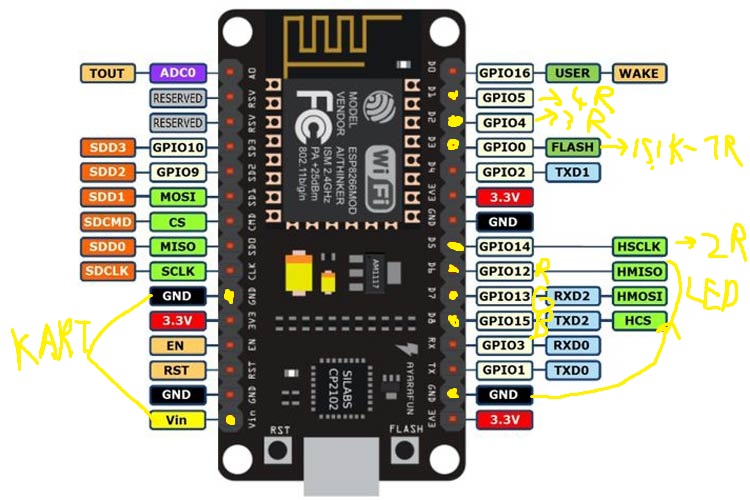 TOUT ADC0 A0 D0 GPIO16 USER WAKE
RESERVED RSV D1 GPIO5 → 4R
RESERVED RSV D2 GPIO4 → 3R
SDD3 GPIO10 SD3 D3 GPIO0 FLASH → 151K-7R
SDD2 GPIO9 SD2 D4 GPIO2 TXD1
SDD1 MOSI SD1 3V3 3.3V
SDCMD CS CMD GND GND
SDD0 MISO SD0 D5 GPIO14 HSCLK → 2R
SDCLK SCLK CLK D6 GPIO12 R HMISO
GND GND D7 GPIO13 RXD2 HMOSI LED
3.3V 3V3 D8 GPIO15 B TXD2 HCS
KART
EN EN RX GPIO3 RXD0
RST RST TX GPIO1 TXD0
GND GND GND GND
Vin Vin 3V3 3.3V
MODEL ESP8266MOD
VENDOR AI/THINKER
ISM 2.4GHz
PA +25dBm
802.11b/g/n
FC
Wi Fi
AM1117
SILABS
CP2102
AYARAFUN
RST FLASH